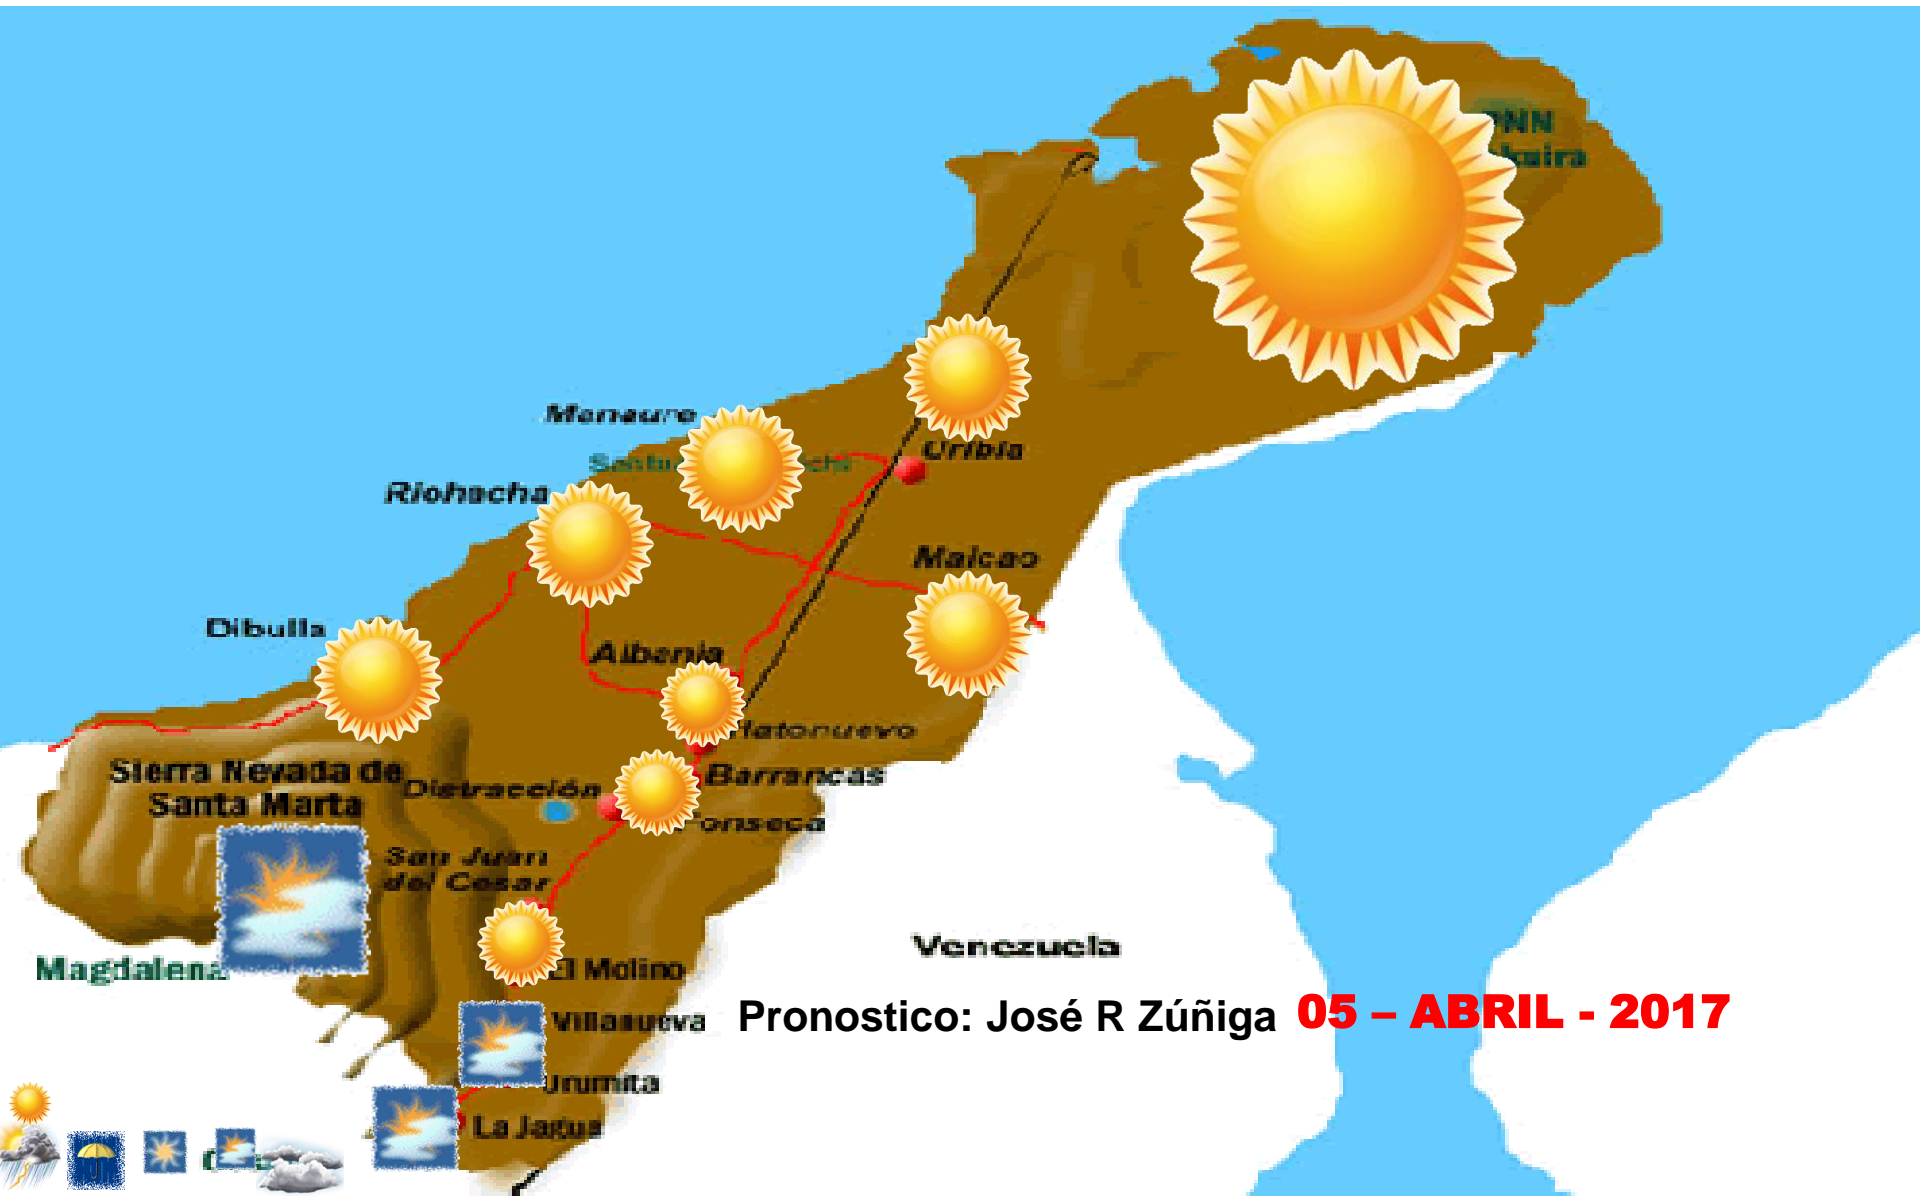 PNN
Manaure
Uribia
Riohacha
Maicao
Dibulla
Albania
Hatonuevo
Sierra Nevada de
Santa Marta
Distracción
Barrancas
Fonseca
San Juan
del Cesar
Venezuela
Magdalena
El Molino
Villanueva
Pronostico: José R Zúñiga 05 – ABRIL - 2017
Urumita
La Jagua